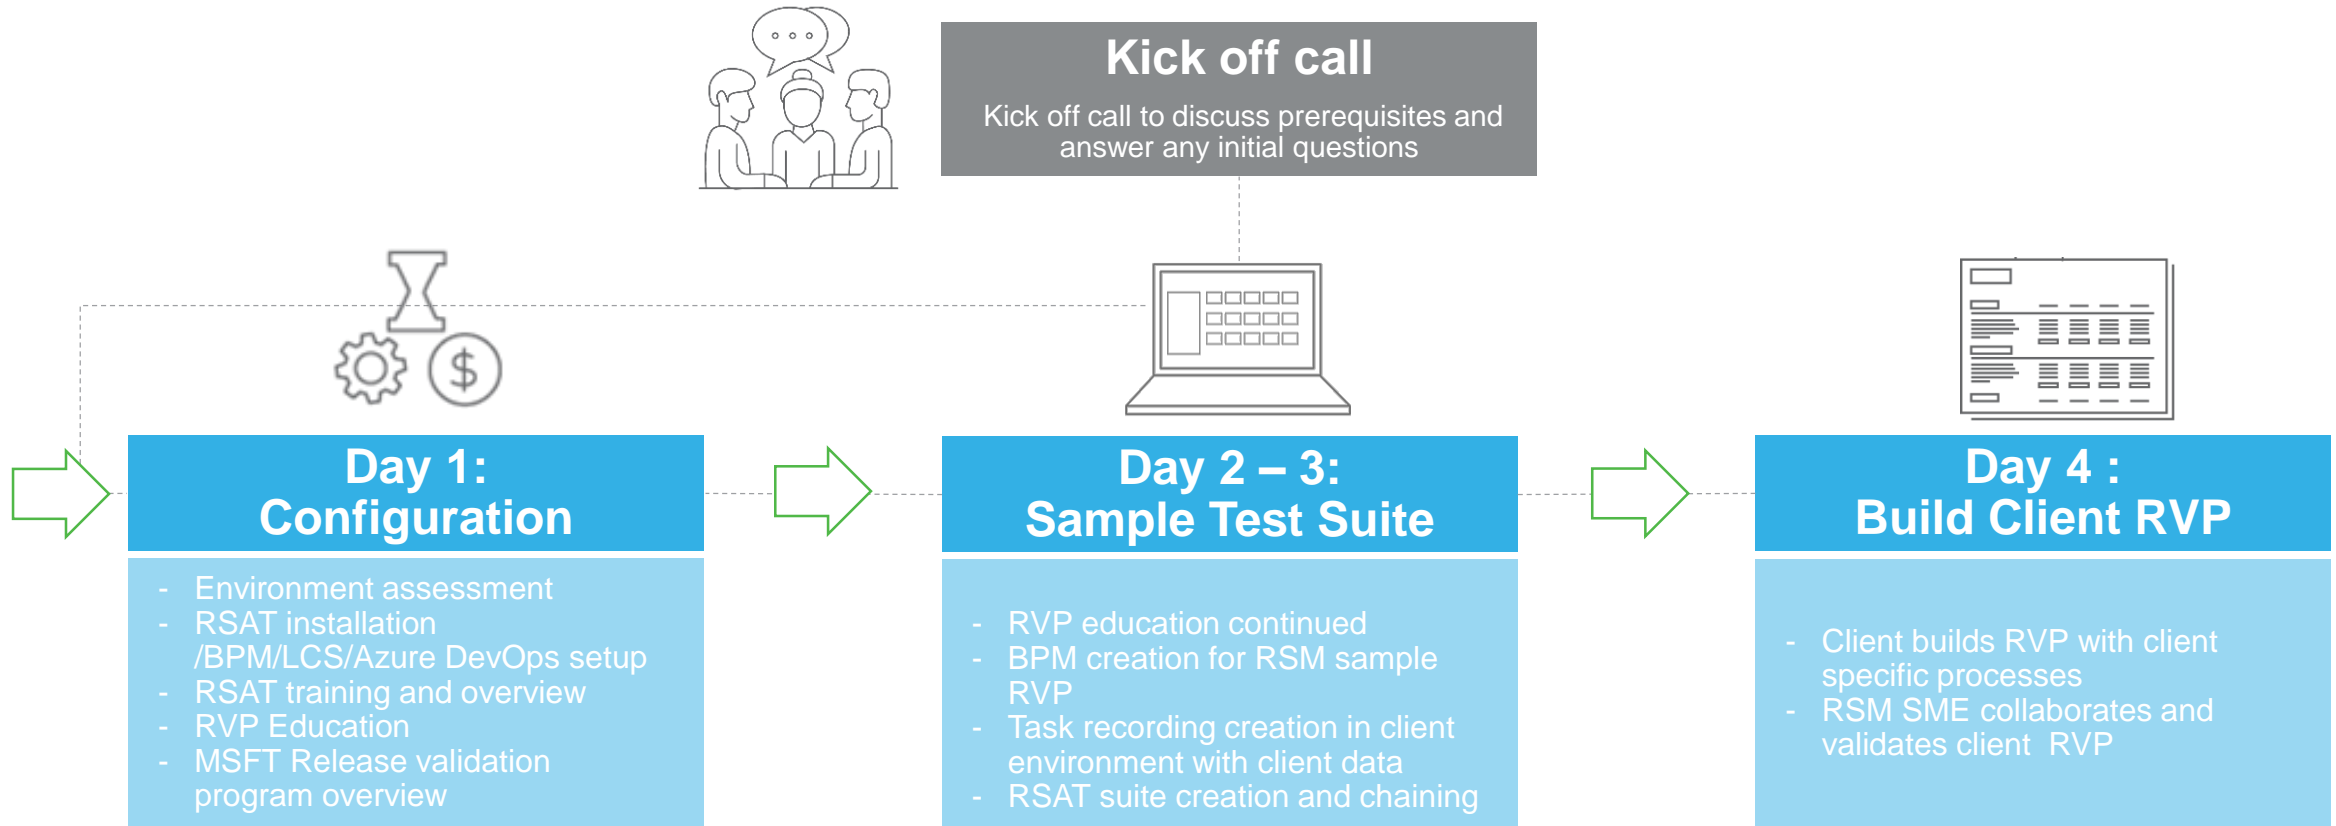 Kick off call
Kick off call to discuss prerequisites and
answer any initial questions
$
Day 1:
Configuration
- Environment assessment
- RSAT installation
/BPM/LCS/Azure DevOps setup
- RSAT training and overview
- RVP Education
- MSFT Release validation
program overview
Day 2 – 3:
Sample Test Suite
- RVP education continued
- BPM creation for RSM sample
RVP
- Task recording creation in client
environment with client data
- RSAT suite creation and chaining
Day 4 :
Build Client RVP
- Client builds RVP with client
specific processes
- RSM SME collaborates and
validates client  RVP